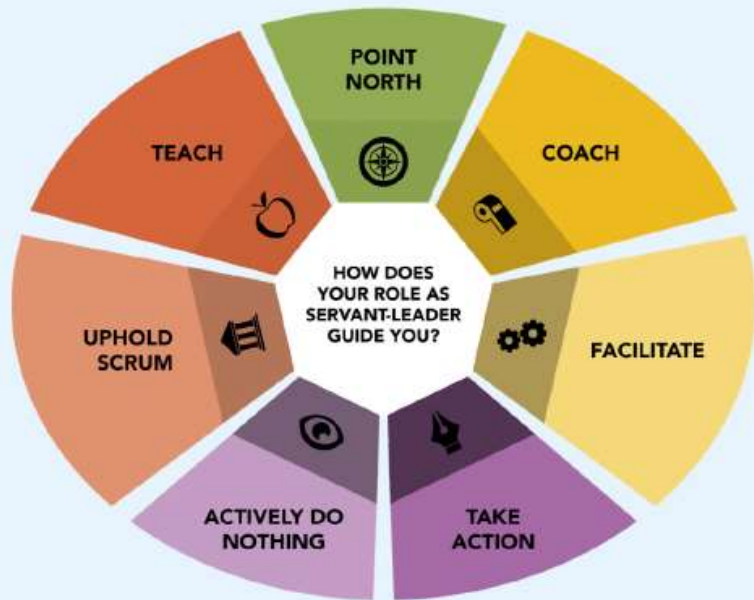 POINT
NORTH
COACH
FACILITATE
TAKE
ACTION
ACTIVELY DO
NOTHING
UPHOLD
SCRUM
TEACH
HOW DOES
YOUR ROLE AS
SERVANT-LEADER
GUIDE YOU?